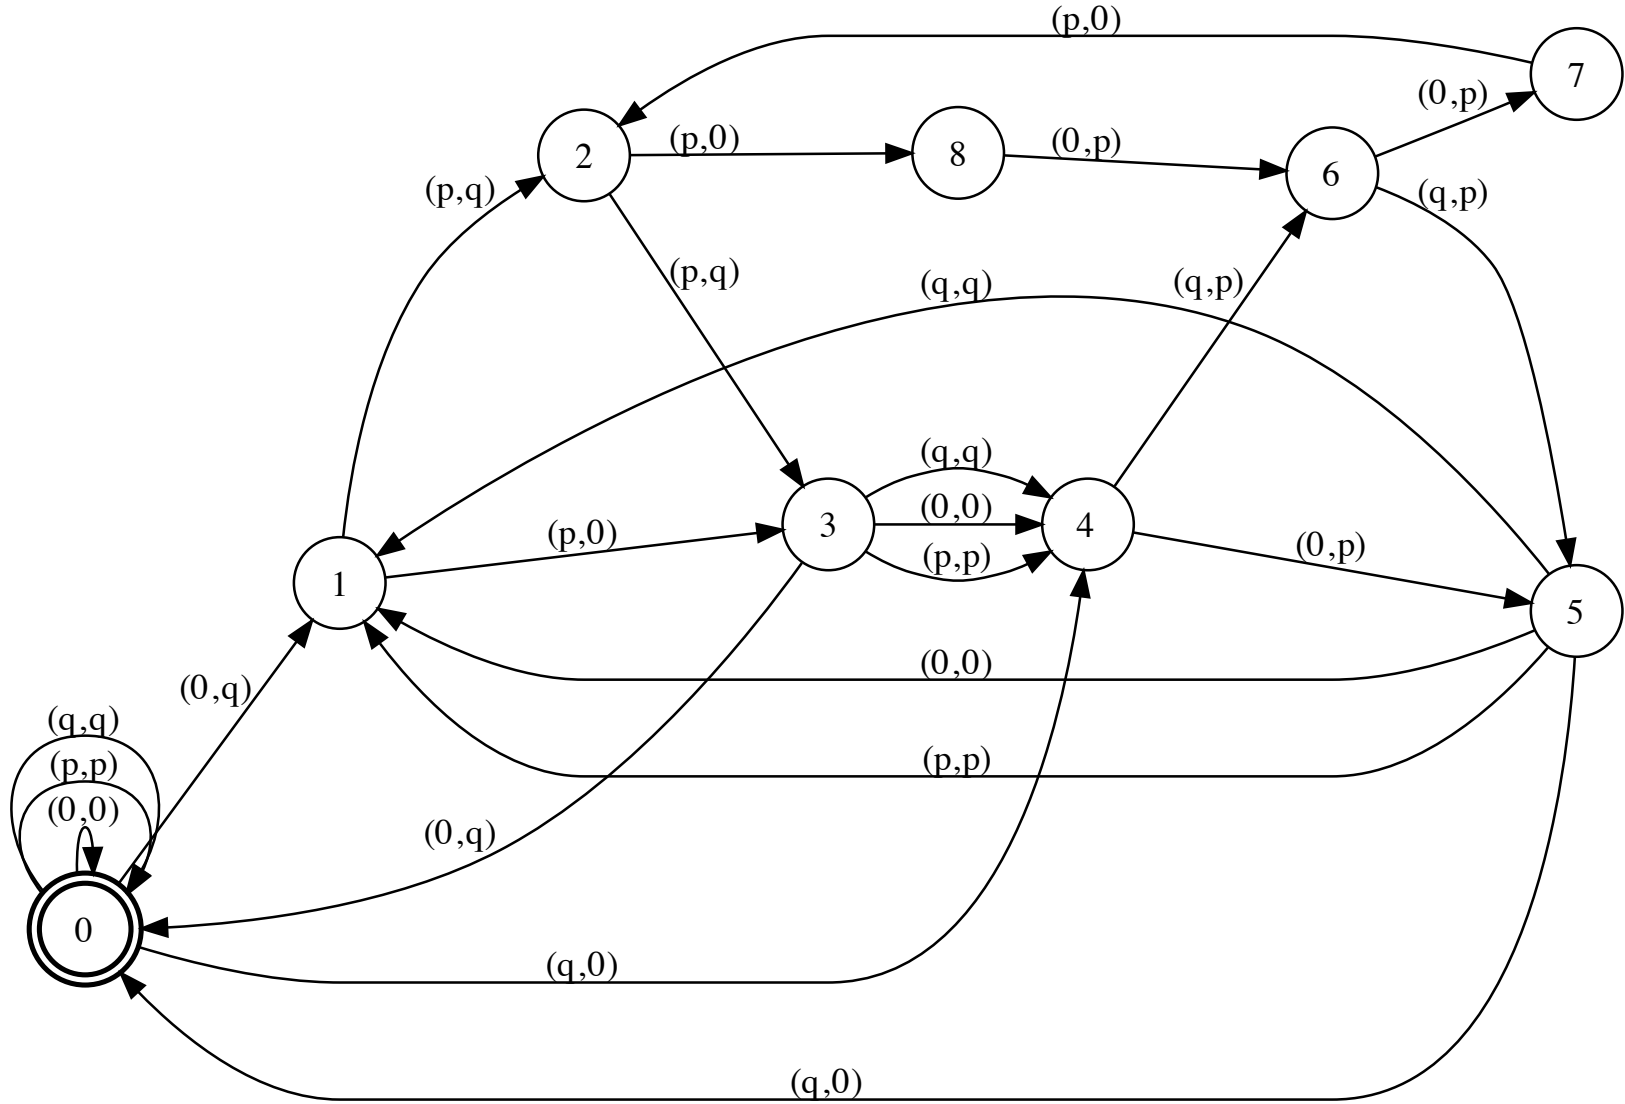 (p,0)
7
(0,p)
2
(p,0)
8
(0,p)
6
(p,q)
(q,p)
(p,q)
(q,q)
(q,p)
(q,q)
(0,0)
3
4
(p,0)
(0,p)
(p,p)
1
5
(0,0)
(0,q)
(q,q)
(p,p)
(p,p)
(0,0)
(0,q)
0
(q,0)
(q,0)